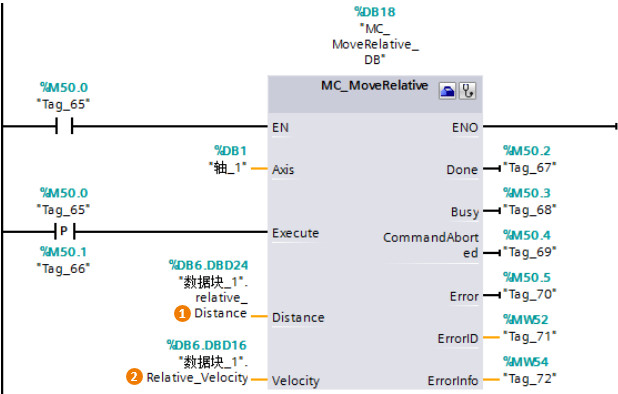 %DB18
"MC_
MoveRelative_
DB"
MC_MoveRelative
%M50.0
"Tag_65"
EN
ENO
%DB1
"轴_1"
Axis
%M50.2
Done
"Tag_67"
%M50.0
"Tag_65"
P
%M50.1
"Tag_66"
Execute
%M50.3
Busy
"Tag_68"
%M50.4
CommandAbort
ed
"Tag_69"
%DB6.DBD24
"数据块_1".
relative_
1 Distance
Distance
%M50.5
Error
"Tag_70"
%MW52
ErrorID
"Tag_71"
%DB6.DBD16
"数据块_1".
2 Relative_Velocity
Velocity
%MW54
ErrorInfo
"Tag_72"